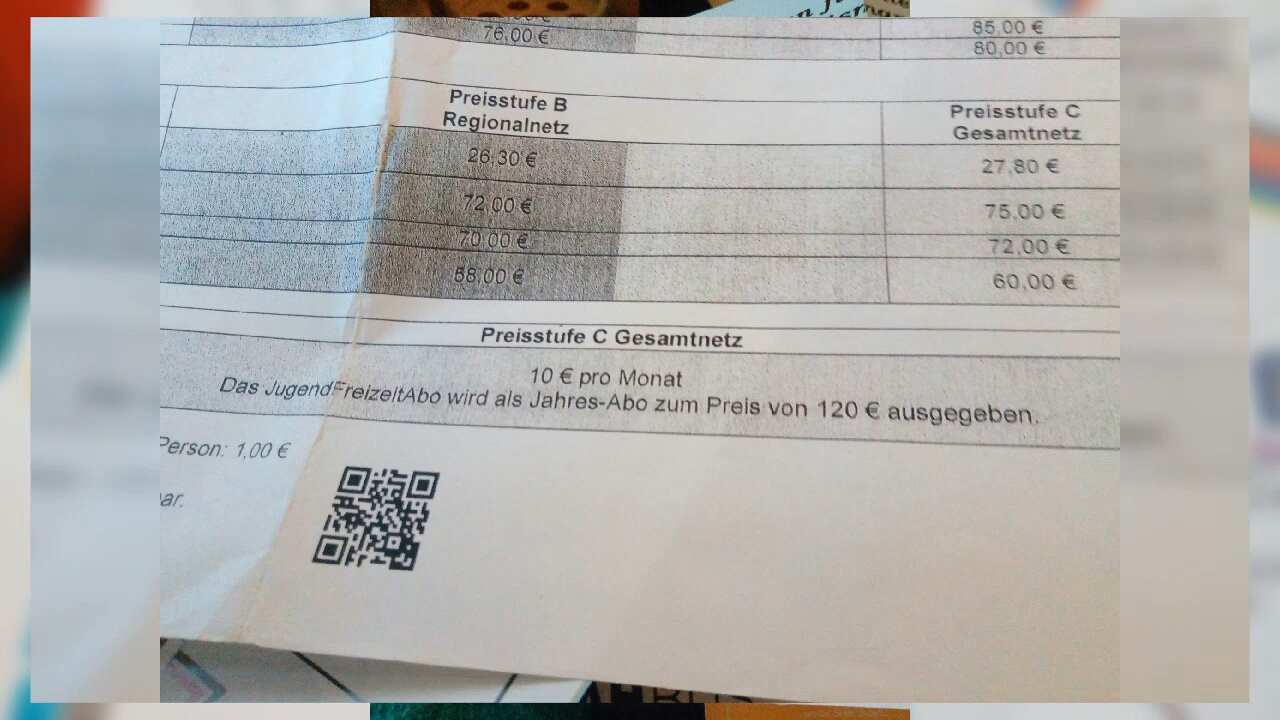 76,00 €
85,00 €
80,00 €
Preisstufe B
Regionalnetz
Preisstufe C
Gesamtnetz
26,30 €
27,80 €
72,00 €
75,00 €
70,00 €
72,00 €
58,00 €
60,00 €
Preisstufe C Gesamtnetz
10 € pro Monat
Das JugendFreizeitAbo wird als Jahres-Abo zum Preis von 120 € ausgegeben.
Person: 1,00 €
ar.